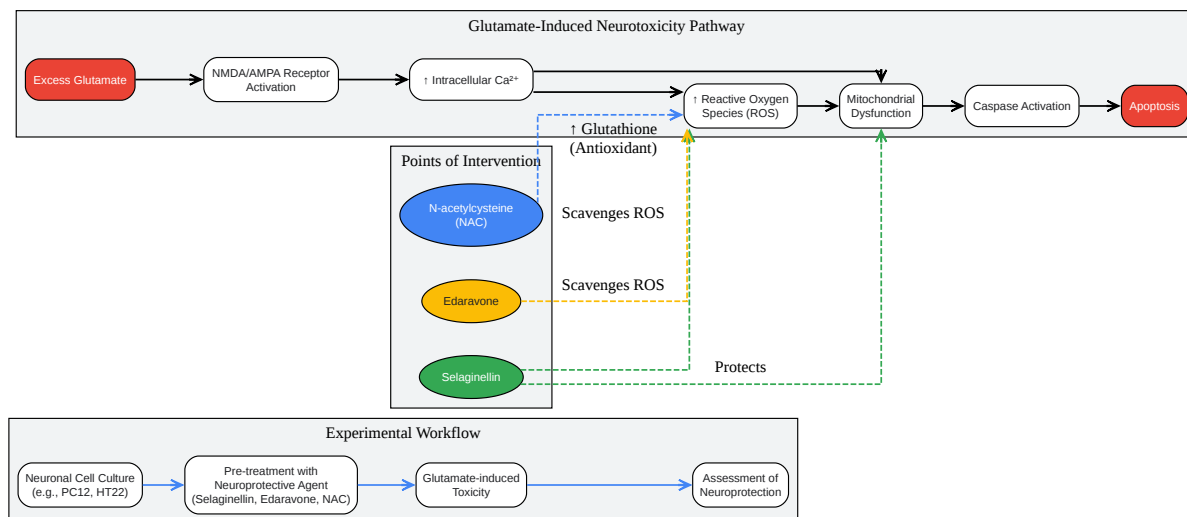 Glutamate-Induced Neurotoxicity Pathway
Excess Glutamate
NMDA/AMPA Receptor
Activation
↑ Intracellular Ca²⁺
↑ Reactive Oxygen
Species (ROS)
Mitochondrial
Dysfunction
Caspase Activation
Apoptosis
↑ Glutathione
(Antioxidant)
Points of Intervention
N-acetylcysteine
(NAC)
Scavenges ROS
Edaravone
Scavenges ROS
Selaginellin
Protects
Experimental Workflow
Neuronal Cell Culture
(e.g., PC12, HT22)
Pre-treatment with
Neuroprotective Agent
(Selaginellin, Edaravone, NAC)
Glutamate-induced
Toxicity
Assessment of
Neuroprotection